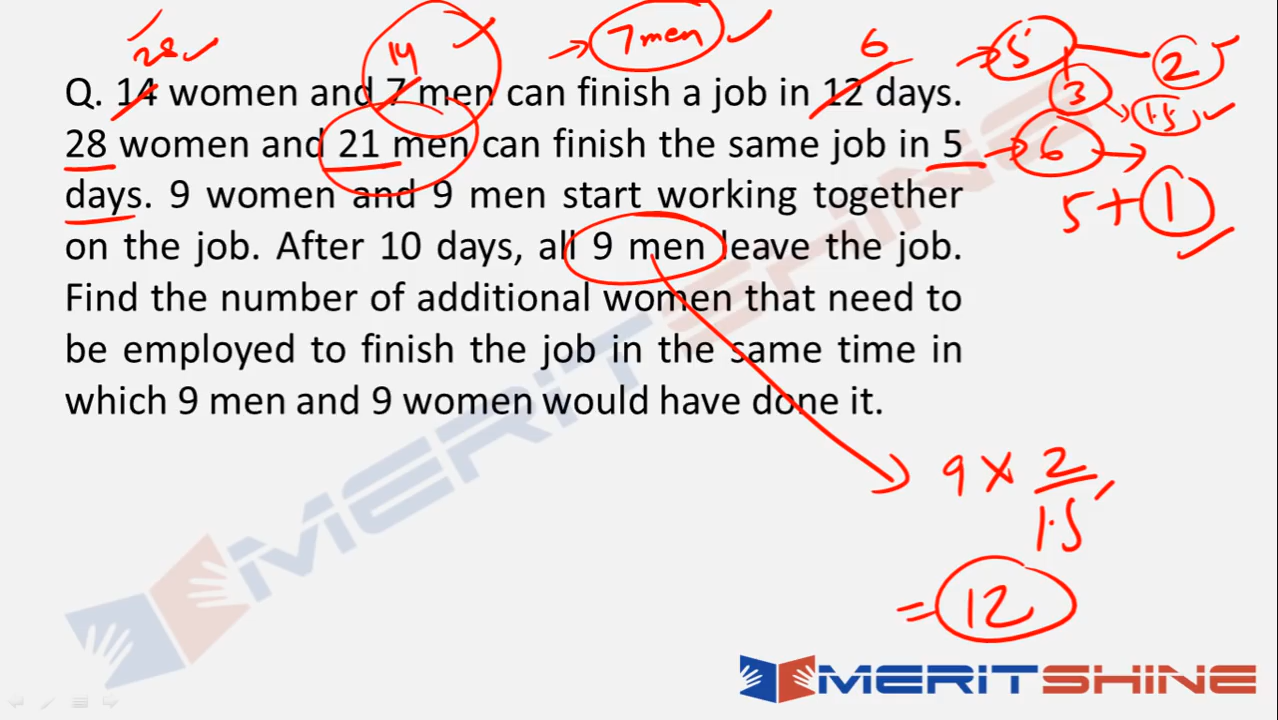 28 14 → 7 men 6 → 5 2
Q. 14 women and 7 men can finish a job in 12 days. 3 → 1.5
28 women and 21 men can finish the same job in 5 → 6 →
days. 9 women and 9 men start working together 5 + 1
on the job. After 10 days, all 9 men leave the job.
Find the number of additional women that need to
be employed to finish the job in the same time in
which 9 men and 9 women would have done it.
9 × 2/1.5
= 12
MERIT SHINE
MERITSHINE